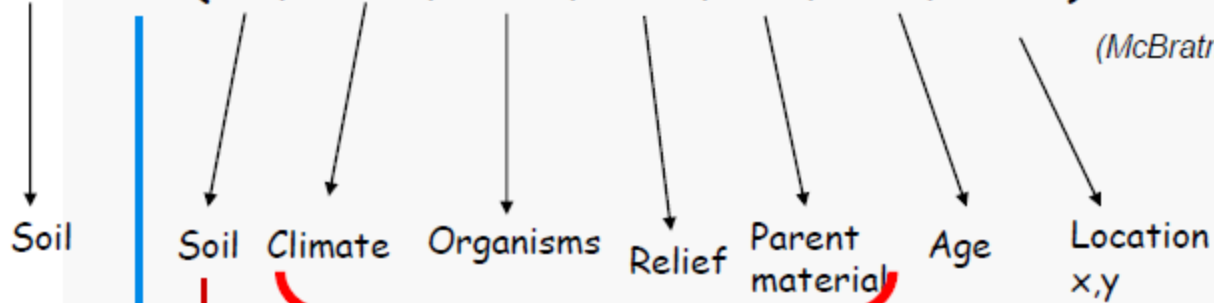 (McBratn
Soil
Soil Climate Organisms Relief Parent material Age Location x,y